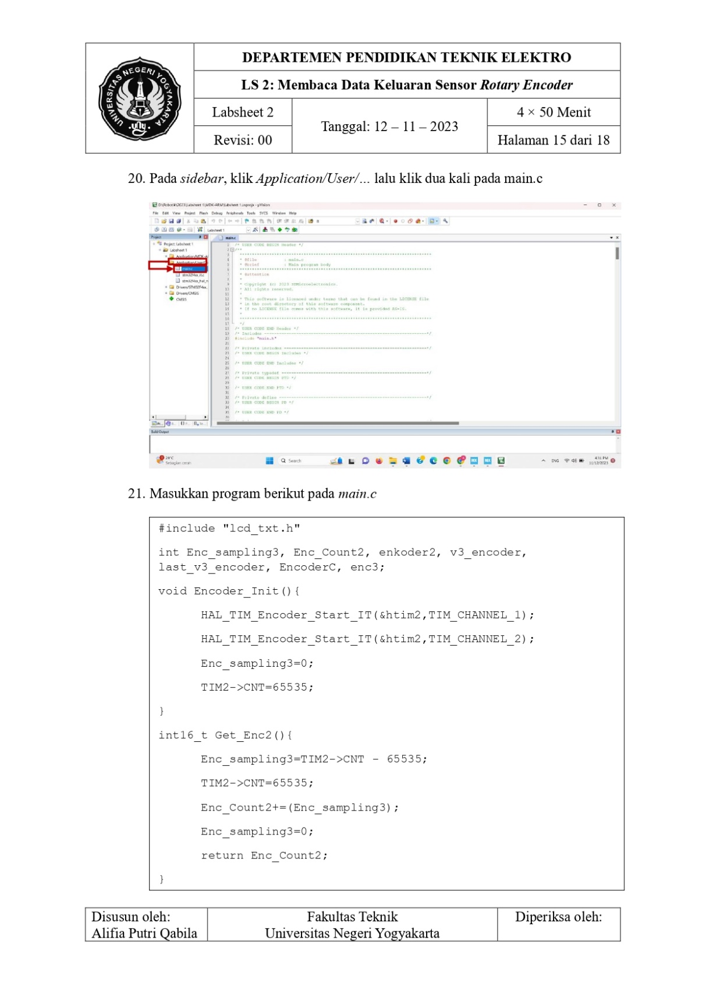 UNIVERSITAS NEGERI YOGYAKARTA
uny
DEPARTEMEN PENDIDIKAN TEKNIK ELEKTRO
LS 2: Membaca Data Keluaran Sensor Rotary Encoder
Labsheet 2
Tanggal: 12 – 11 – 2023
4 × 50 Menit
Revisi: 00
Halaman 15 dari 18
20. Pada sidebar, klik Application/User/… lalu klik dua kali pada main.c
D:\Robotik\2023\Labsheet 1\MDK-ARM\Labsheet 1.uvprojx - µVision
File Edit View Project Flash Debug Peripherals Tools SVCS Window Help
Labsheet 1
Project
main.c
Project: Labsheet 1
Labsheet 1
Application/MDK-A
Application/User/
main.c
stm32f4xx_it.c
stm32f4xx_hal_m
Drivers/STM32F4xx_
Drivers/CMSIS
CMSIS
/* USER CODE BEGIN Header */
/**
* @file : main.c
* @brief : Main program body
* @attention
*
* Copyright (c) 2023 STMicroelectronics.
* All rights reserved.
*
* This software is licensed under terms that can be found in the LICENSE file
* in the root directory of this software component.
* If no LICENSE file comes with this software, it is provided AS-IS.
*
*/
/* USER CODE END Header */
/* Includes ------------------------------------------------------------------*/
#include "main.h"
/* Private includes ----------------------------------------------------------*/
/* USER CODE BEGIN Includes */
/* USER CODE END Includes */
/* Private typedef -----------------------------------------------------------*/
/* USER CODE BEGIN PTD */
/* USER CODE END PTD */
/* Private define ------------------------------------------------------------*/
/* USER CODE BEGIN PD */
/* USER CODE END PD */
Build Output
29°C
Sebagian cerah
Search
ENG
4:31 PM
11/12/2023
21. Masukkan program berikut pada main.c
#include "lcd_txt.h"
int Enc_sampling3, Enc_Count2, enkoder2, v3_encoder,
last_v3_encoder, EncoderC, enc3;
void Encoder_Init(){
HAL_TIM_Encoder_Start_IT(&htim2,TIM_CHANNEL_1);
HAL_TIM_Encoder_Start_IT(&htim2,TIM_CHANNEL_2);
Enc_sampling3=0;
TIM2->CNT=65535;
}
int16_t Get_Enc2(){
Enc_sampling3=TIM2->CNT - 65535;
TIM2->CNT=65535;
Enc_Count2+=(Enc_sampling3);
Enc_sampling3=0;
return Enc_Count2;
}
Disusun oleh:
Alifia Putri Qabila
Fakultas Teknik
Universitas Negeri Yogyakarta
Diperiksa oleh: